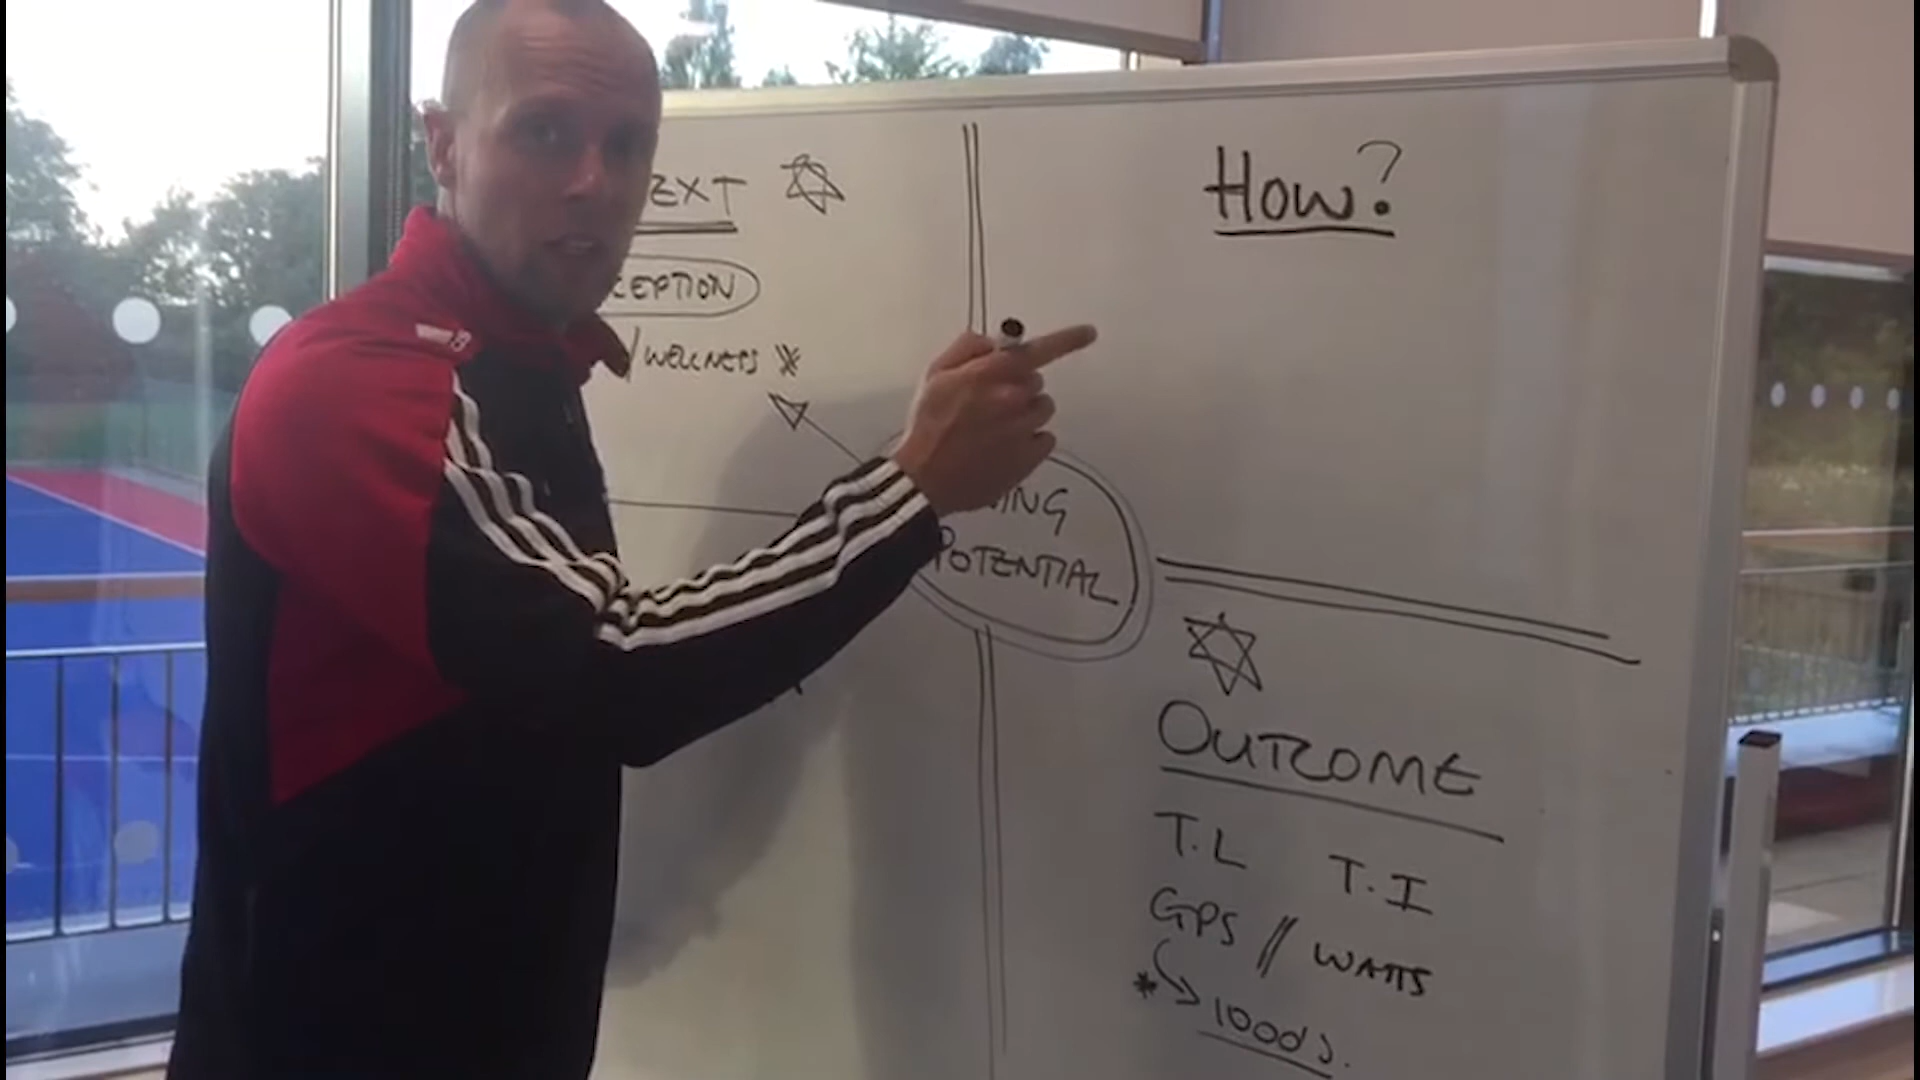 EXT
CEPTION
/ WELLNESS
How?
NING
POTENTIAL
OUTCOME
T.L T.I
GPS // WATTS
* 1000's.